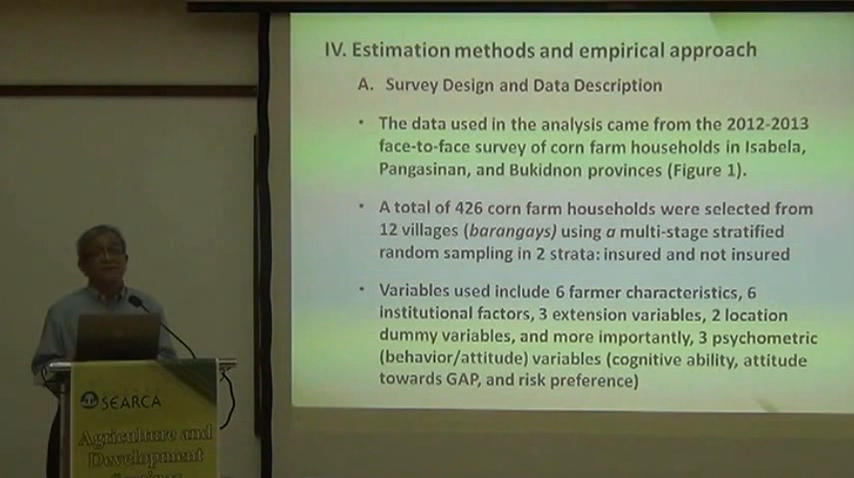 IV. Estimation methods and empirical approach
A. Survey Design and Data Description
• The data used in the analysis came from the 2012-2013
face-to-face survey of corn farm households in Isabela,
Pangasinan, and Bukidnon provinces (Figure 1).
• A total of 426 corn farm households were selected from
12 villages (barangays) using a multi-stage stratified
random sampling in 2 strata: insured and not insured
• Variables used include 6 farmer characteristics, 6
institutional factors, 3 extension variables, 2 location
dummy variables, and more importantly, 3 psychometric
(behavior/attitude) variables (cognitive ability, attitude
towards GAP, and risk preference)
SEARCA
Agriculture and
Development